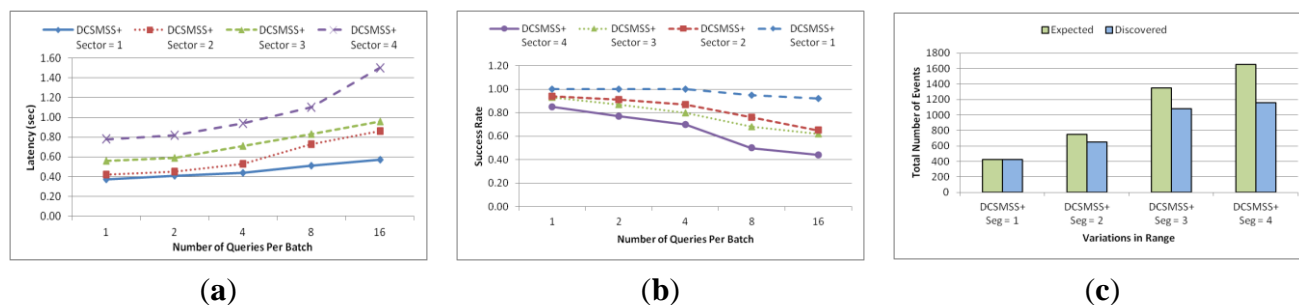 DCSMSS+ Sector = 1
DCSMSS+ Sector = 2
DCSMSS+ Sector = 3
DCSMSS+ Sector = 4
Latency (sec)
1.60
1.40
1.20
1.00
0.80
0.60
0.40
0.20
0.00
1 2 4 8 16
Number of Queries Per Batch
(a)
DCSMSS+ Sector = 4
DCSMSS+ Sector = 3
DCSMSS+ Sector = 2
DCSMSS+ Sector = 1
Success Rate
1.20
1.00
0.80
0.60
0.40
0.20
0.00
1 2 4 8 16
Number of Queries Per Batch
(b)
Expected Discovered
Total Number of Events
1800
1600
1400
1200
1000
800
600
400
200
0
DCSMSS+ Seg = 1
DCSMSS+ Seg = 2
DCSMSS+ Seg = 3
DCSMSS+ Seg = 4
Variations in Range
(c)